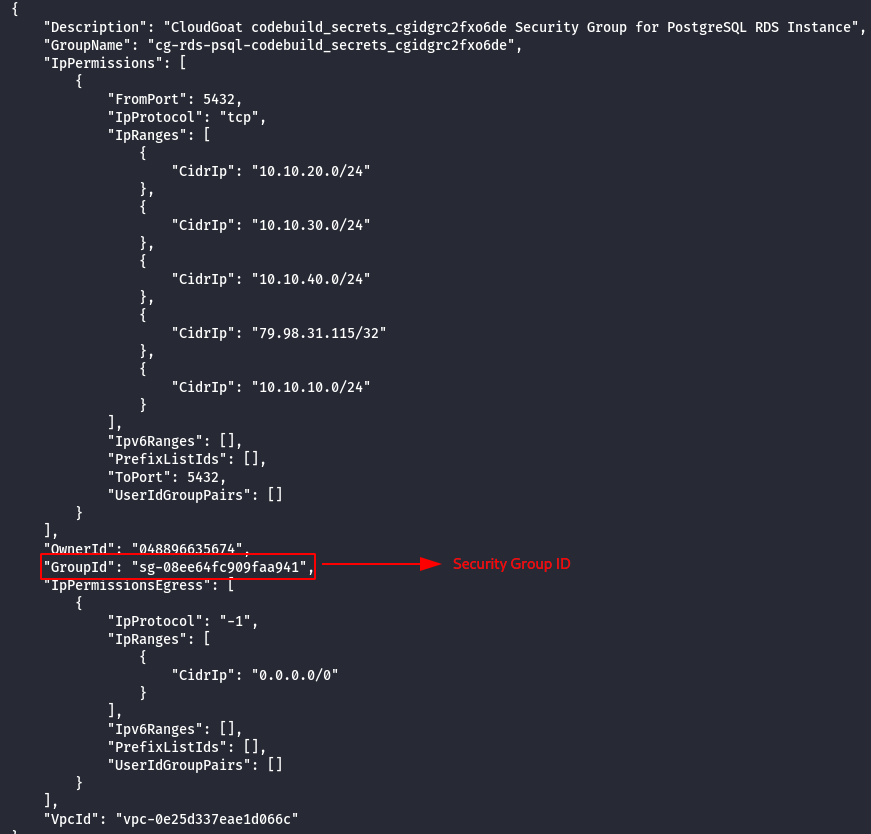 {
    "Description": "CloudGoat codebuild_secrets_cgidgrc2fxo6de Security Group for PostgreSQL RDS Instance",
    "GroupName": "cg-rds-psql-codebuild_secrets_cgidgrc2fxo6de",
    "IpPermissions": [
        {
            "FromPort": 5432,
            "IpProtocol": "tcp",
            "IpRanges": [
                {
                    "CidrIp": "10.10.20.0/24"
                },
                {
                    "CidrIp": "10.10.30.0/24"
                },
                {
                    "CidrIp": "10.10.40.0/24"
                },
                {
                    "CidrIp": "79.98.31.115/32"
                },
                {
                    "CidrIp": "10.10.10.0/24"
                }
            ],
            "Ipv6Ranges": [],
            "PrefixListIds": [],
            "ToPort": 5432,
            "UserIdGroupPairs": []
        }
    ],
    "OwnerId": "048896635674",
    "GroupId": "sg-08ee64fc909faa941", Security Group ID
    "IpPermissionsEgress": [
        {
            "IpProtocol": "-1",
            "IpRanges": [
                {
                    "CidrIp": "0.0.0.0/0"
                }
            ],
            "Ipv6Ranges": [],
            "PrefixListIds": [],
            "UserIdGroupPairs": []
        }
    ],
    "VpcId": "vpc-0e25d337eae1d066c"
}